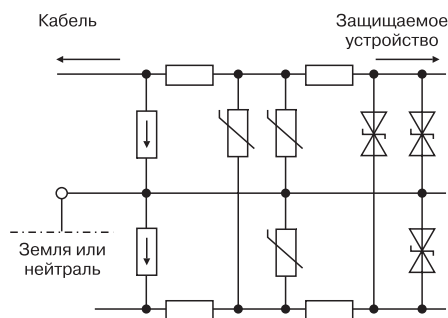 Кабель
Защищаемое
устройство
Земля или
нейтраль